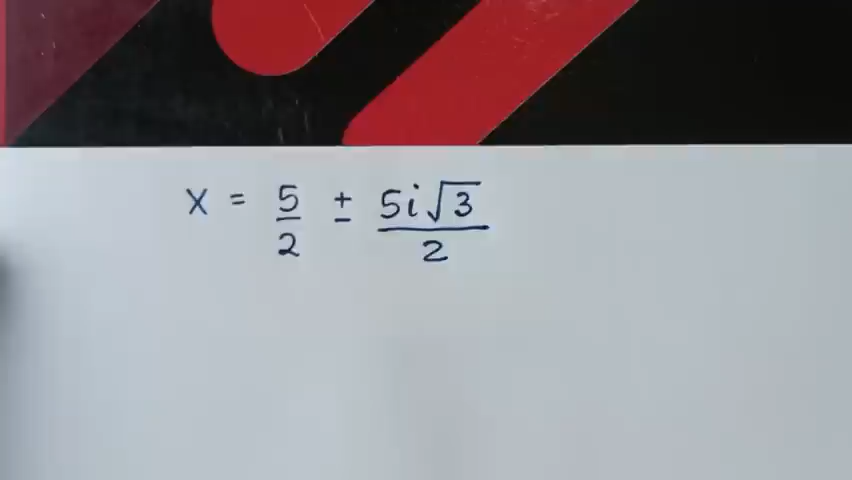 x = 5/2 ± 5i√3/2